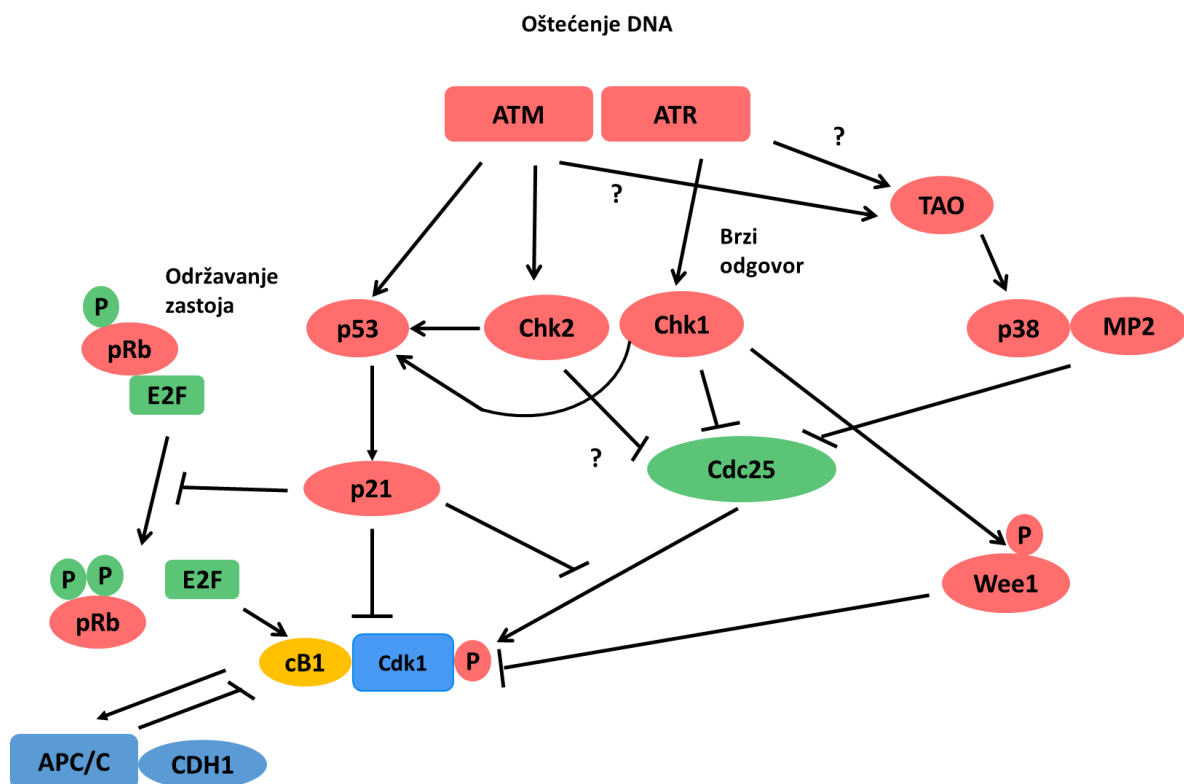 Oštećenje DNA
ATM
ATR
?
?
TAO
Brzi
odgovor
Održavanje
zastoja
P
pRb
E2F
p53
Chk2
Chk1
p38
MP2
?
Cdc25
p21
P
Wee1
P
P
pRb
E2F
cB1
Cdk1
P
APC/C
CDH1